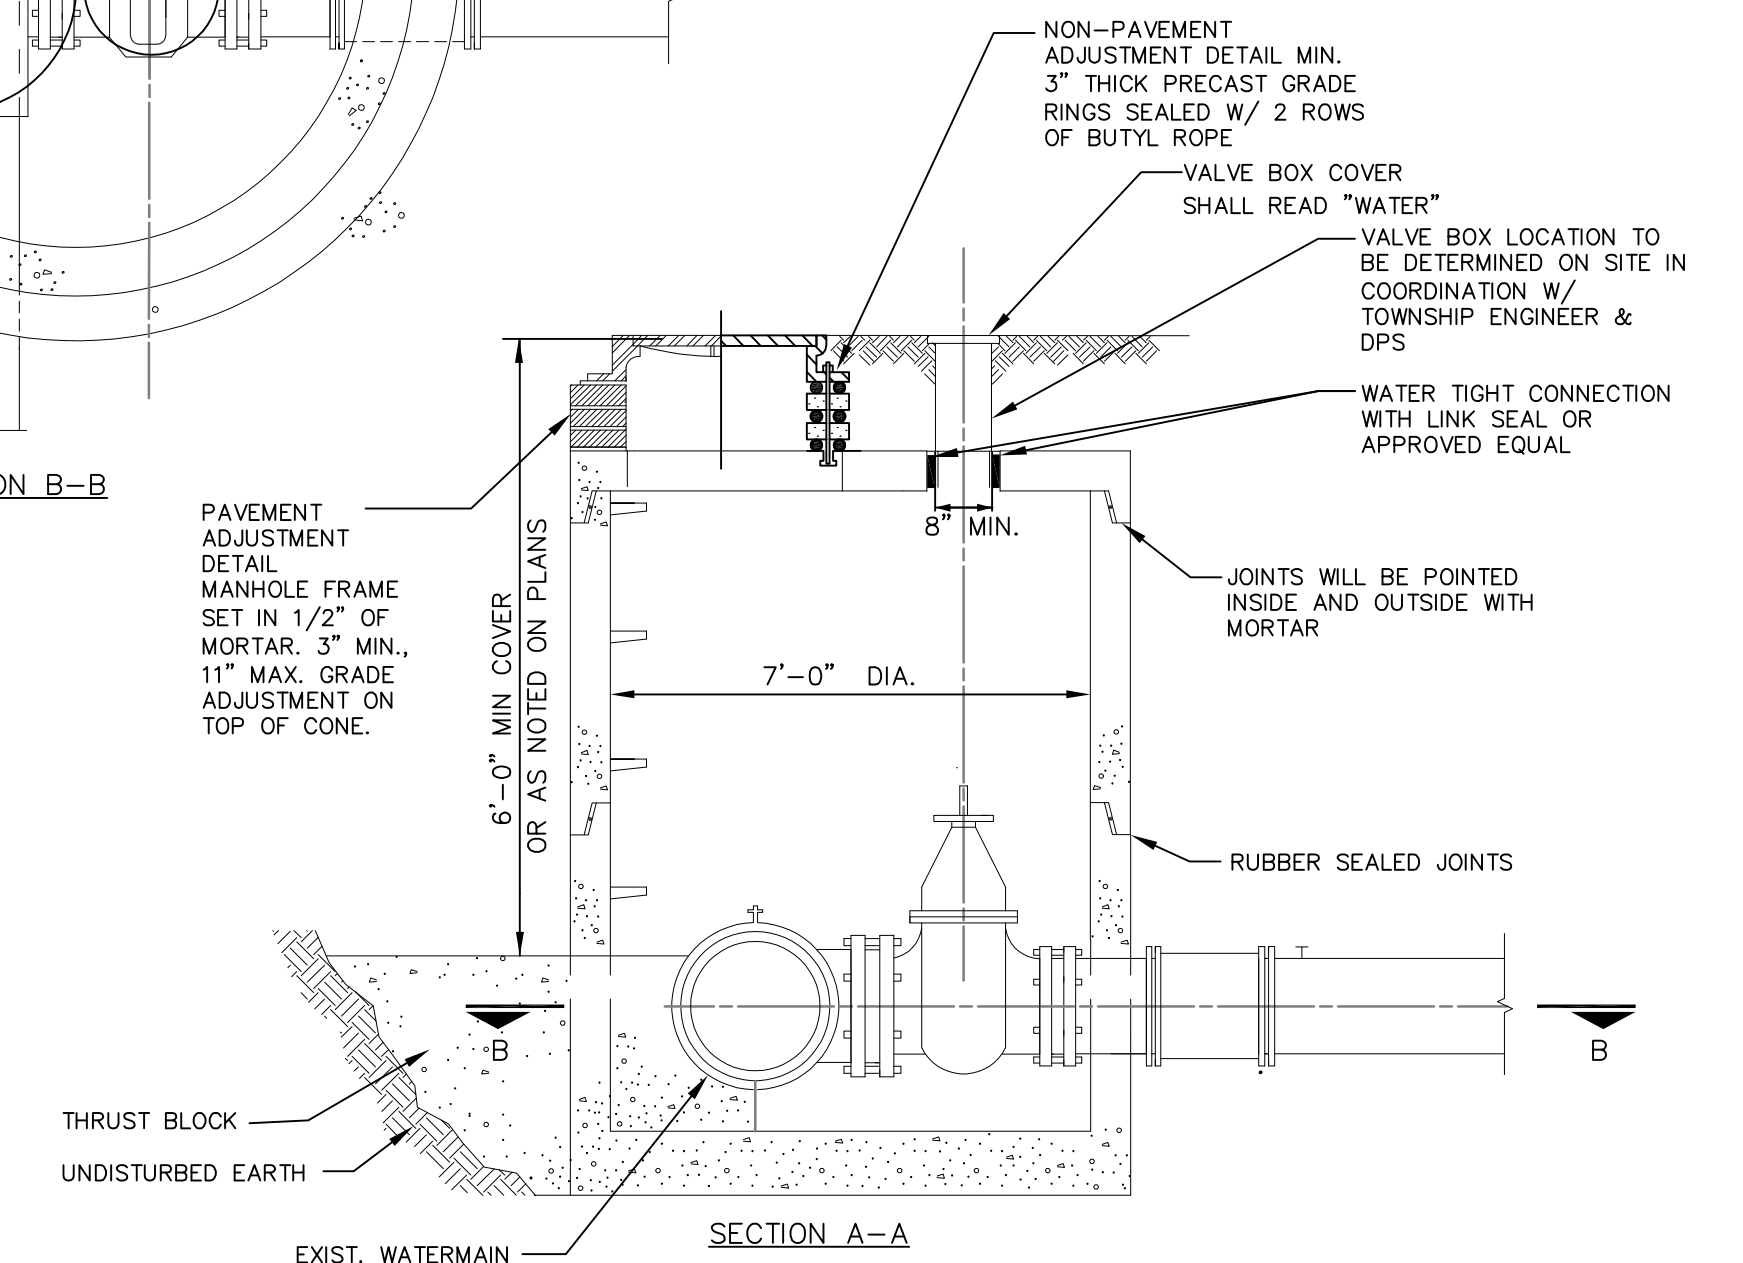 NON-PAVEMENT
ADJUSTMENT DETAIL MIN.
3" THICK PRECAST GRADE
RINGS SEALED W/ 2 ROWS
OF BUTYL ROPE
VALVE BOX COVER
SHALL READ "WATER"
VALVE BOX LOCATION TO
BE DETERMINED ON SITE IN
COORDINATION W/
TOWNSHIP ENGINEER &
DPS
WATER TIGHT CONNECTION
WITH LINK SEAL OR
APPROVED EQUAL
ON B-B
PAVEMENT
ADJUSTMENT
DETAIL
MANHOLE FRAME
SET IN 1/2" OF
MORTAR. 3" MIN.,
11" MAX. GRADE
ADJUSTMENT ON
TOP OF CONE.
6'-0" MIN COVER
OR AS NOTED ON PLANS
8" MIN.
JOINTS WILL BE POINTED
INSIDE AND OUTSIDE WITH
MORTAR
7'-0" DIA.
RUBBER SEALED JOINTS
B
B
THRUST BLOCK
UNDISTURBED EARTH
EXIST. WATERMAIN
SECTION A-A